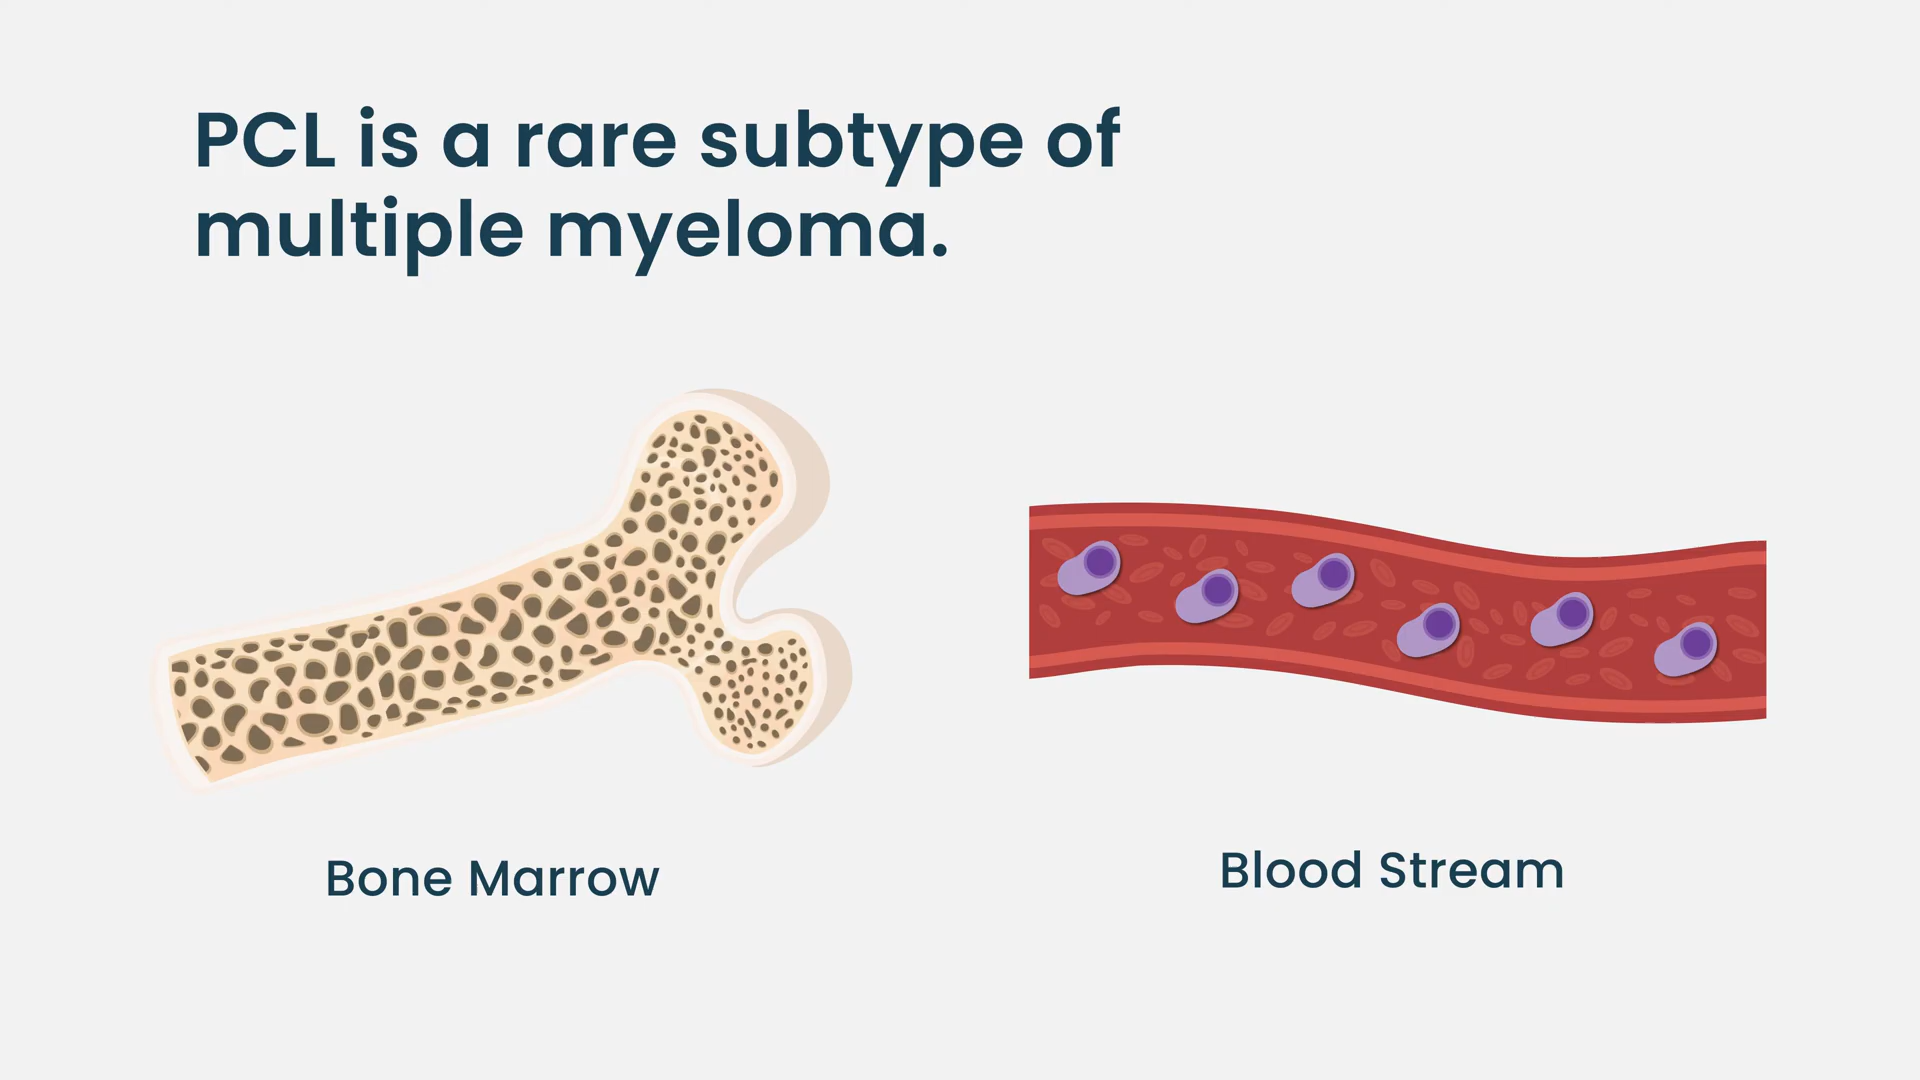 PCL is a rare subtype of
multiple myeloma.
Bone Marrow
Blood Stream